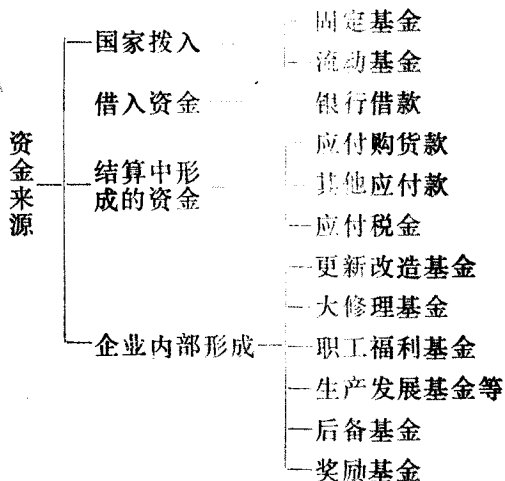 资金来源
国家拨入
固定基金
流动基金
借入资金
银行借款
结算中形
成的资金
应付购货款
其他应付款
应付税金
企业内部形成
更新改造基金
大修理基金
职工福利基金
生产发展基金等
后备基金
奖励基金